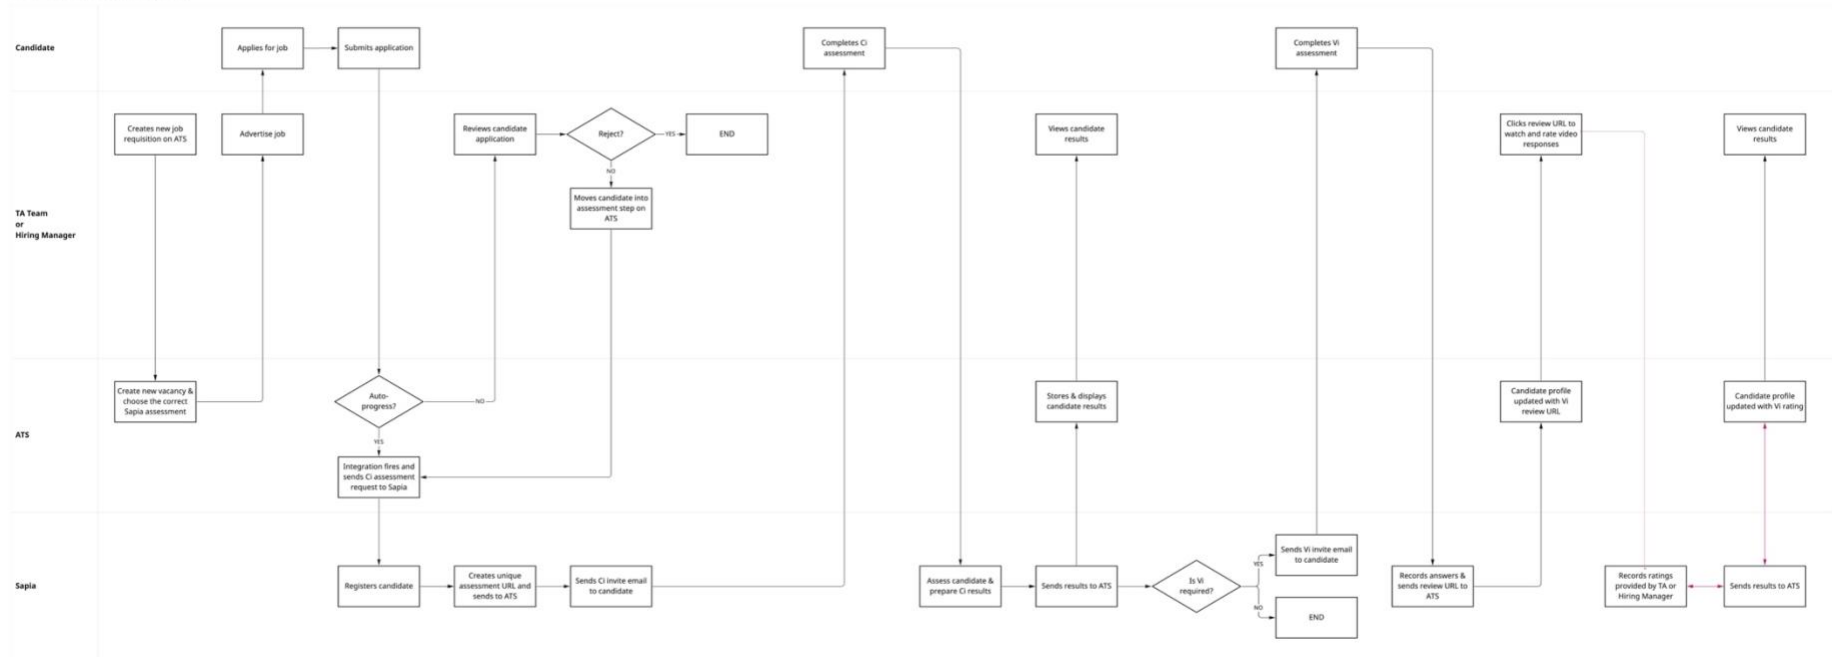 Candidate
Applies for job
Submits application
Completes Ci
assessment
Completes Vi
assessment
TA Team
or
Hiring Manager
Creates new job
requisition on ATS
Advertise job
Reviews candidate
application
Reject?
YES
END
NO
Moves candidate into
assessment step on
ATS
Views candidate
results
Clicks review URL to
watch and rate video
responses
Views candidate
results
ATS
Create new vacancy &
choose the correct
Sapia assessment
Auto-
progress?
NO
YES
Integration fires and
sends Ci assessment
request to Sapia
Stores & displays
candidate results
Candidate profile
updated with Vi
review URL
Candidate profile
updated with Vi rating
Sapia
Registers candidate
Creates unique
assessment URL and
sends to ATS
Sends Ci invite email
to candidate
Assess candidate &
prepare Ci results
Sends results to ATS
Is Vi
required?
YES
Sends Vi invite email
to candidate
NO
END
Records answers &
sends review URL to
ATS
Records ratings
provided by TA or
Hiring Manager
Sends results to ATS